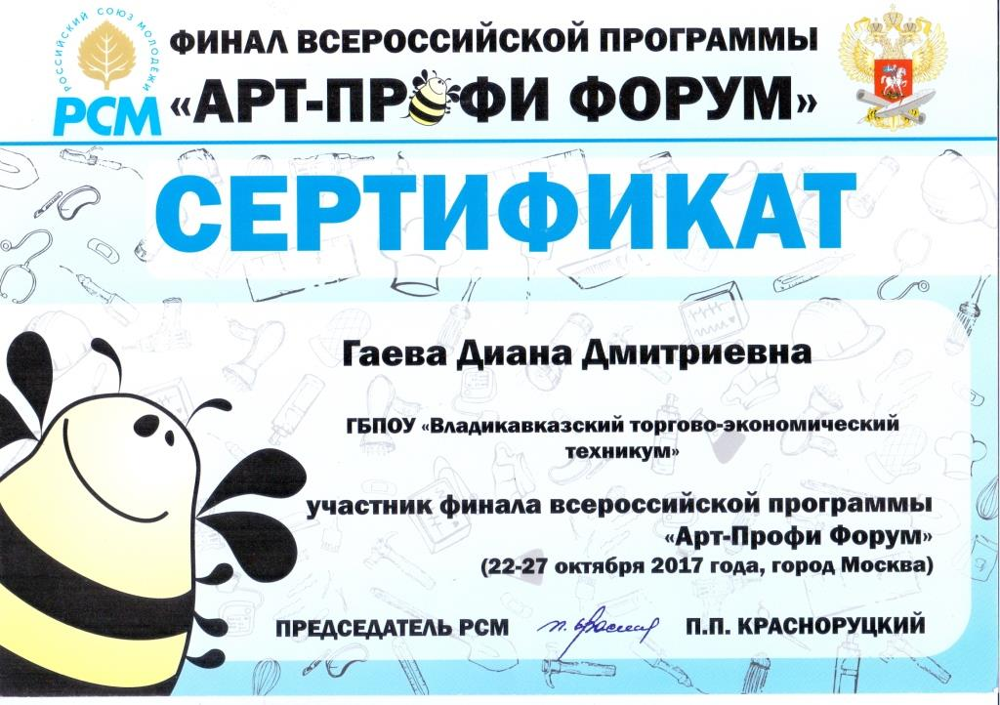 РОССИЙСКИЙ СОЮЗ МОЛОДЕЖИ
РСМ
ФИНАЛ ВСЕРОССИЙСКОЙ ПРОГРАММЫ
«АРТ-ПРОФИ ФОРУМ»
СЕРТИФИКАТ
Гаева Диана Дмитриевна
ГБПОУ «Владикавказский торгово-экономический
техникум»
участник финала всероссийской программы
«Арт-Профи Форум»
(22-27 октября 2017 года, город Москва)
ПРЕДСЕДАТЕЛЬ РСМ П.П. КРАСНОРУЦКИЙ